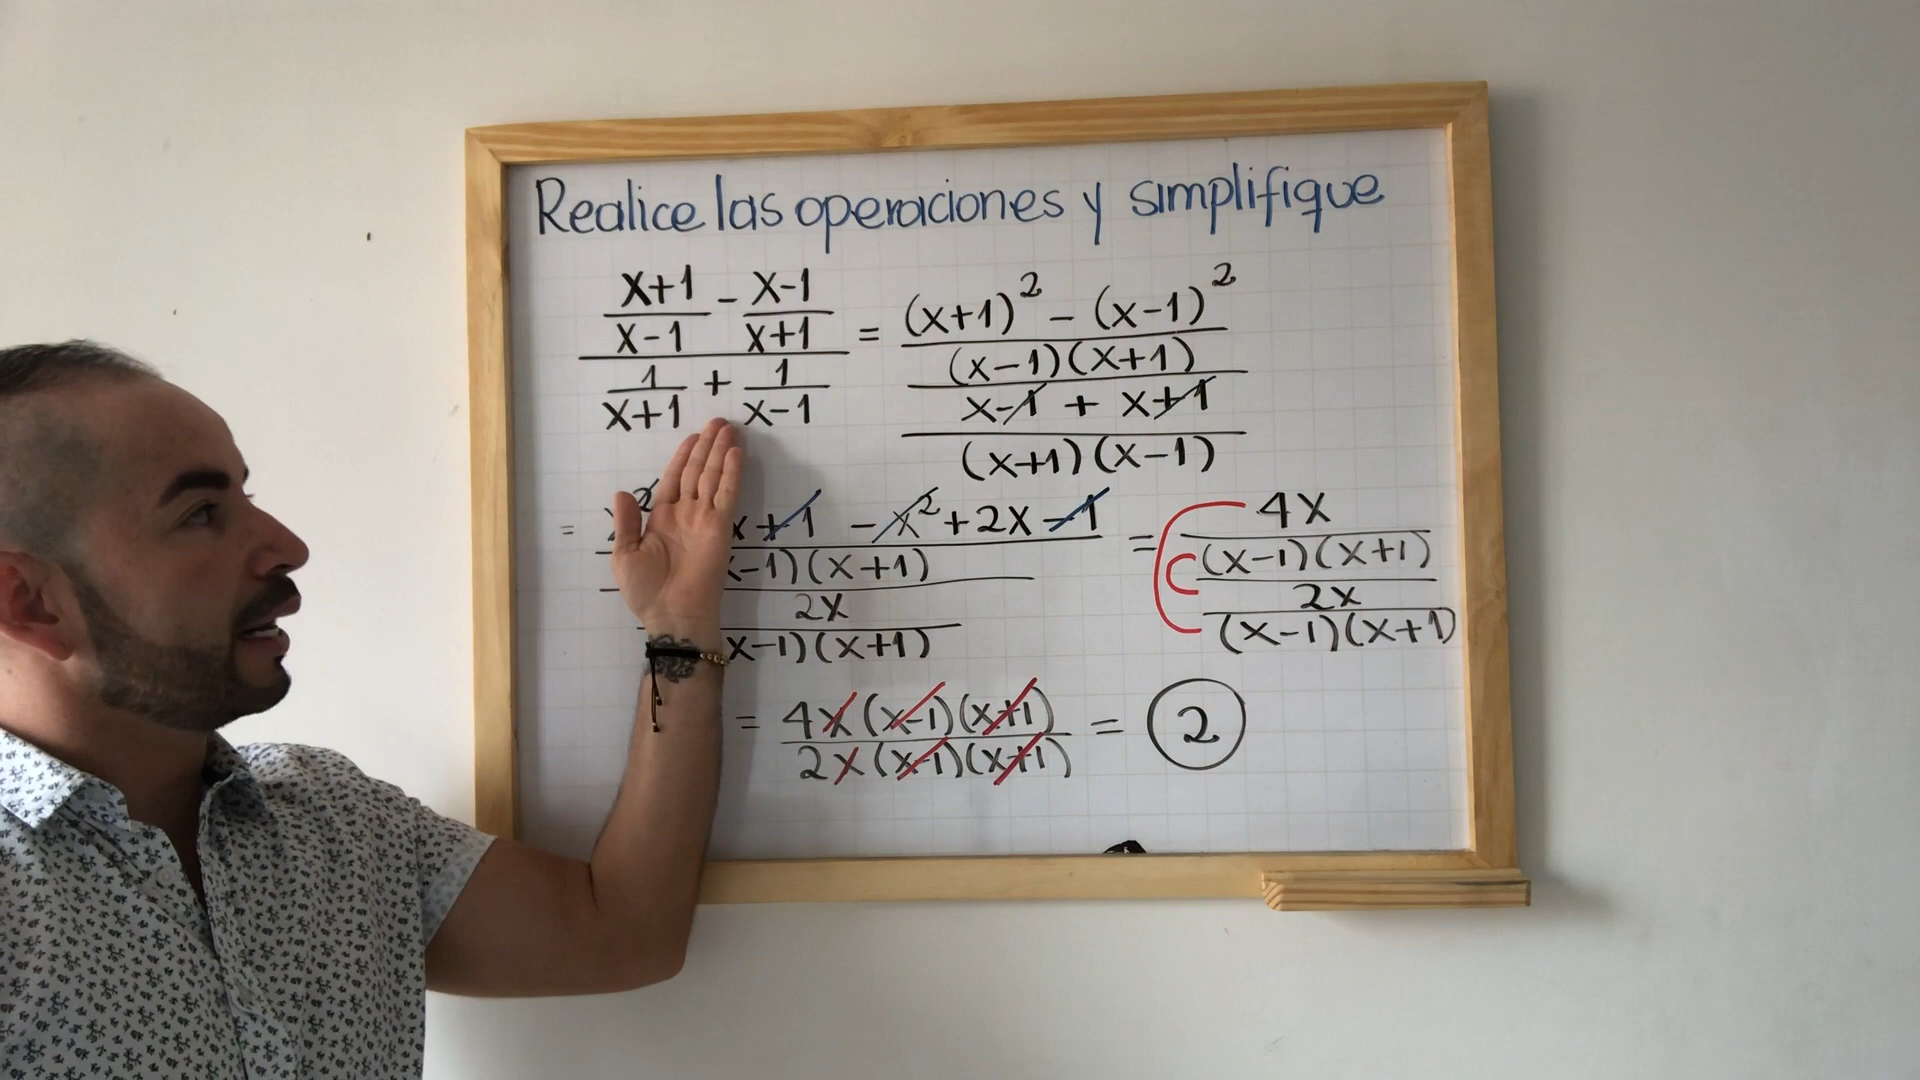 Realice las operaciones y simplifique
x+1 - x-1 (x+1)² - (x-1)²
x-1 x+1 = (x-1)(x+1)
1 + 1 x-1 + x+1
x+1 x-1 (x+1)(x-1)
= x+1 -x²+2x-1 = 4x
-1)(x+1) (x-1)(x+1)
2x 2x
x-1)(x+1) (x-1)(x+1)
= 4x(x-1)(x+1) = 2
2x(x-1)(x+1)